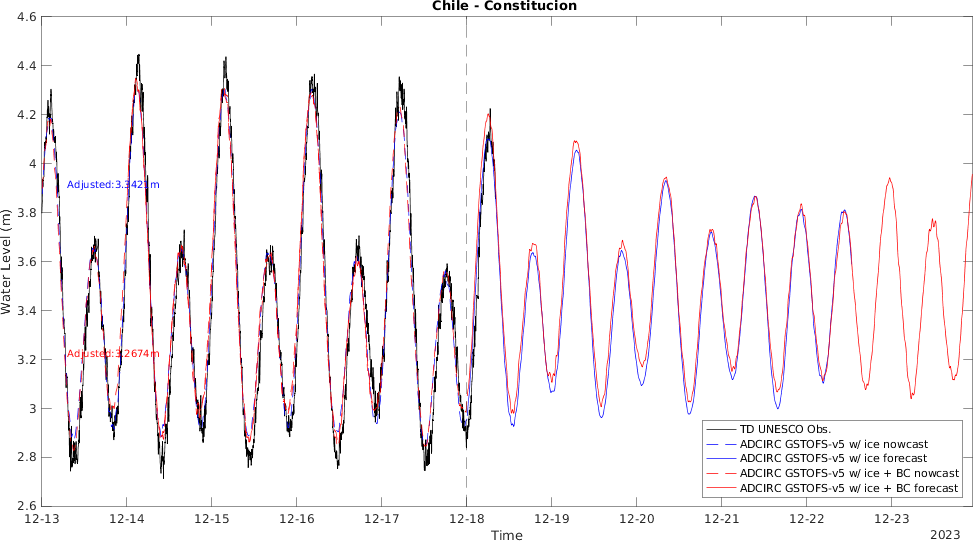 Chile - Constitucion
4.6
4.4
4.2
4
3.8
3.6
3.4
3.2
3
2.8
2.6
Water Level (m)
Adjusted:3.3421m
Adjusted:3.2674m
TD UNESCO Obs.
ADCIRC GSTOFS-v5 w/ ice nowcast
ADCIRC GSTOFS-v5 w/ ice forecast
ADCIRC GSTOFS-v5 w/ ice + BC nowcast
ADCIRC GSTOFS-v5 w/ ice + BC forecast
12-13 12-14 12-15 12-16 12-17 12-18 12-19 12-20 12-21 12-22 12-23
Time
2023